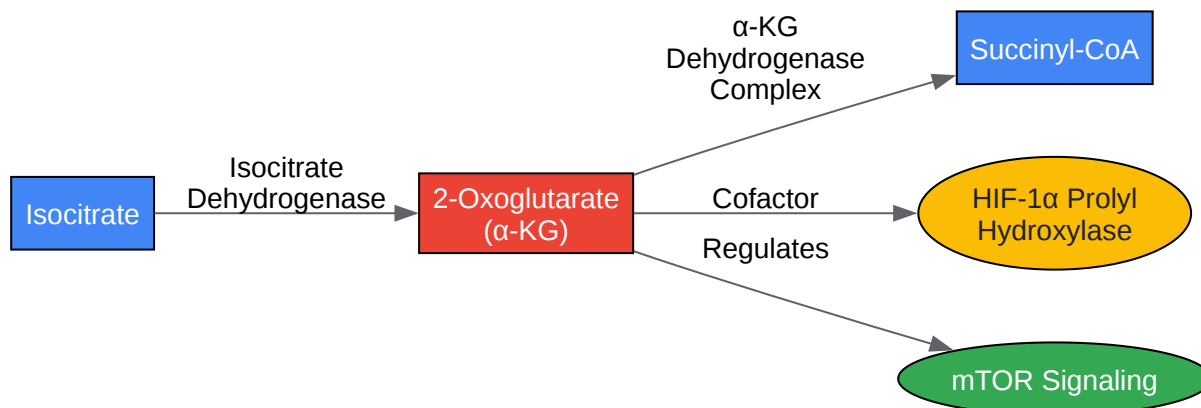 Isocitrate
Isocitrate
Dehydrogenase
2-Oxoglutarate
(α-KG)
α-KG
Dehydrogenase
Complex
Succinyl-CoA
Cofactor
HIF-1α Prolyl
Hydroxylase
Regulates
mTOR Signaling